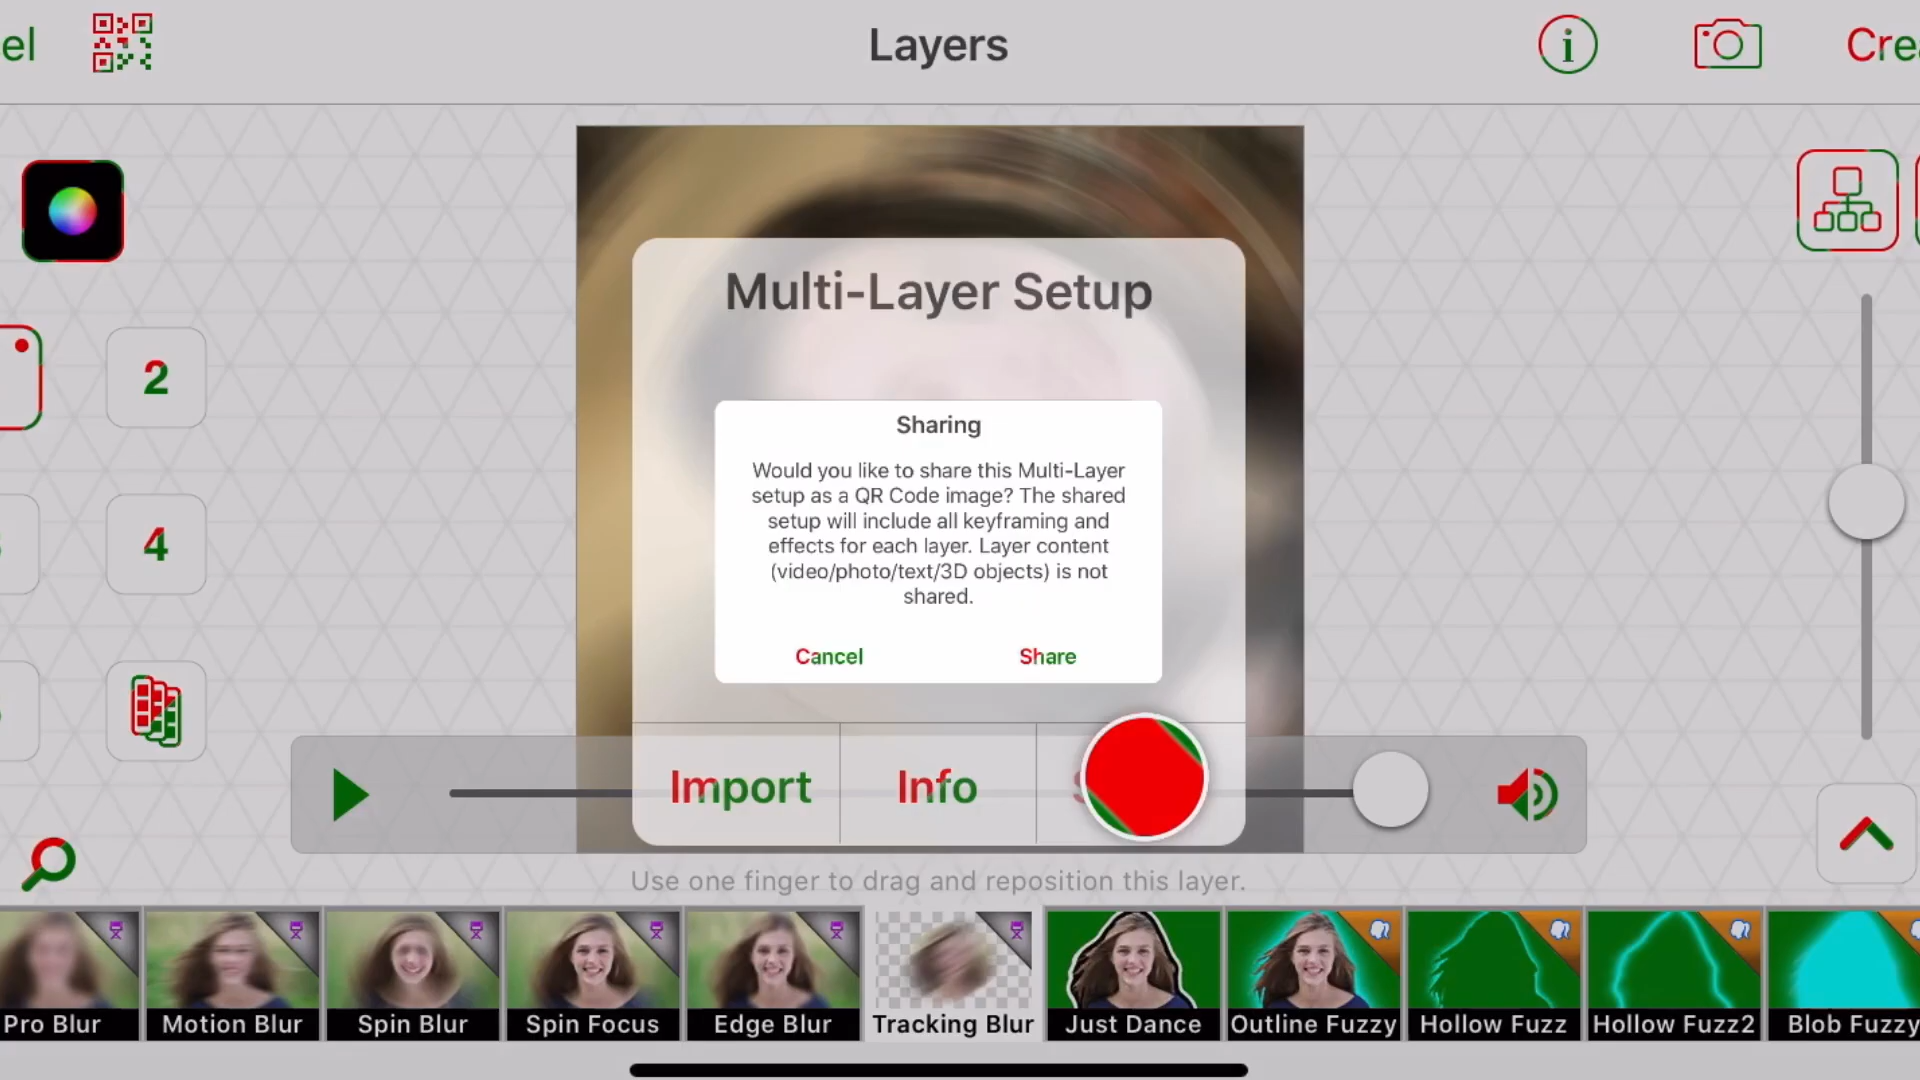 el
Layers
Crea
Multi-Layer Setup
2
4
Sharing
Would you like to share this Multi-Layer
setup as a QR Code image? The shared
setup will include all keyframing and
effects for each layer. Layer content
(video/photo/text/3D objects) is not
shared.
Cancel
Share
Import
Info
Use one finger to drag and reposition this layer.
Pro Blur
Motion Blur
Spin Blur
Spin Focus
Edge Blur
Tracking Blur
Just Dance
Outline Fuzzy
Hollow Fuzz
Hollow Fuzz2
Blob Fuzzy